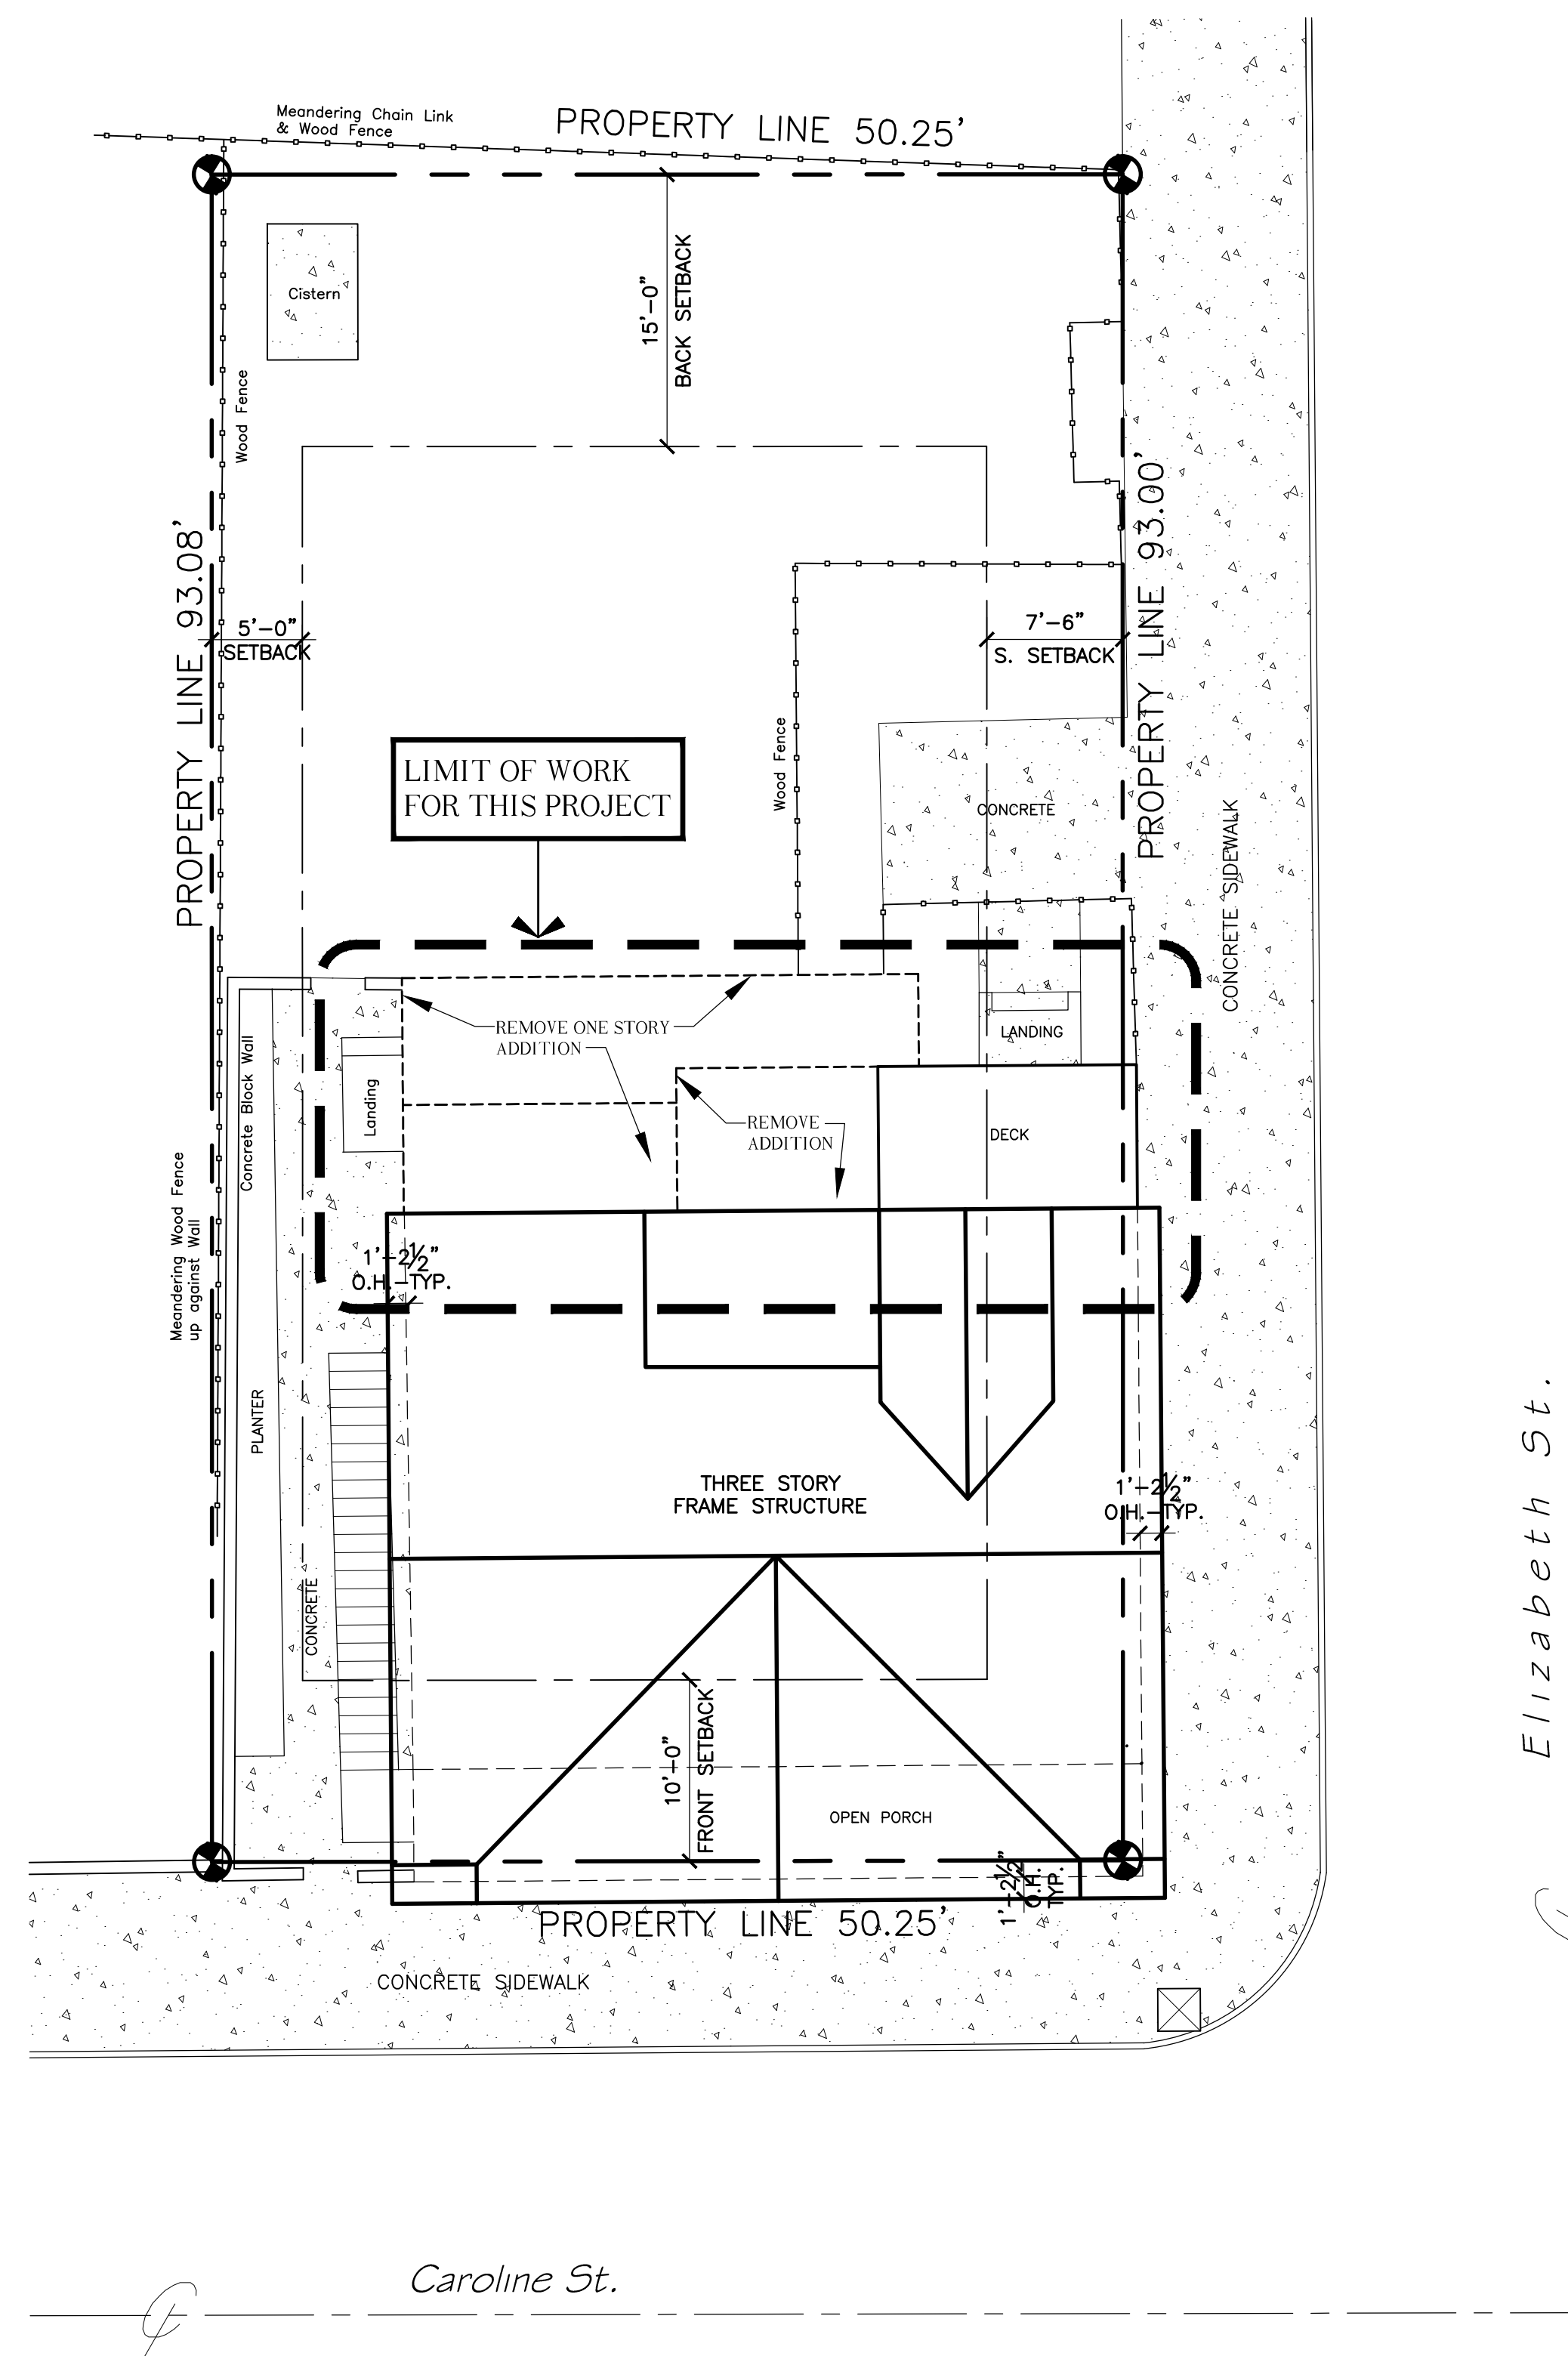 Meandering Chain Link
& Wood Fence
PROPERTY LINE 50.25'
Cistern
15'-0"
BACK SETBACK
Wood Fence
PROPERTY LINE 93.08'
PROPERTY LINE 93.00'
5'-0"
SETBACK
7'-6"
S. SETBACK
LIMIT OF WORK
FOR THIS PROJECT
Wood Fence
CONCRETE
CONCRETE SIDEWALK
REMOVE ONE STORY
ADDITION
LANDING
Concrete Block Wall
Landing
REMOVE
ADDITION
DECK
Meandering Wood Fence
up against Wall
1'-2½"
O.H.-TYP.
PLANTER
THREE STORY
FRAME STRUCTURE
1'-2½"
O.H.-TYP.
Elizabeth St.
CONCRETE
10'-0"
FRONT SETBACK
OPEN PORCH
1'-2½"
O.H.
TYP.
PROPERTY LINE 50.25'
CONCRETE SIDEWALK
Caroline St.